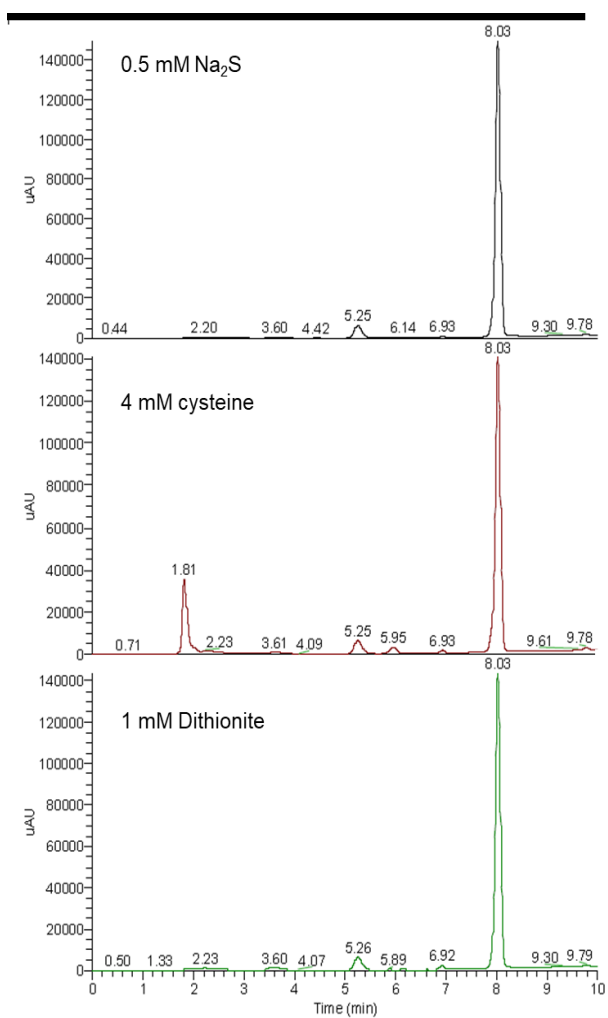 8.03
140000
0.5 mM Na₂S
120000
100000
uAU
80000
60000
40000
20000
0.44 2.20 3.60 4.42 5.25 6.14 6.93 9.30 9.78
0
8.03
140000
4 mM cysteine
120000
100000
uAU
80000
60000
40000
1.81
20000
0.71 2.23 3.61 4.09 5.25 5.95 6.93 9.61 9.78
0
8.03
140000
1 mM Dithionite
120000
100000
uAU
80000
60000
40000
20000
0.50 1.33 2.23 3.60 4.07 5.26 5.89 6.92 9.30 9.79
0
0 1 2 3 4 5 6 7 8 9 10
Time (min)